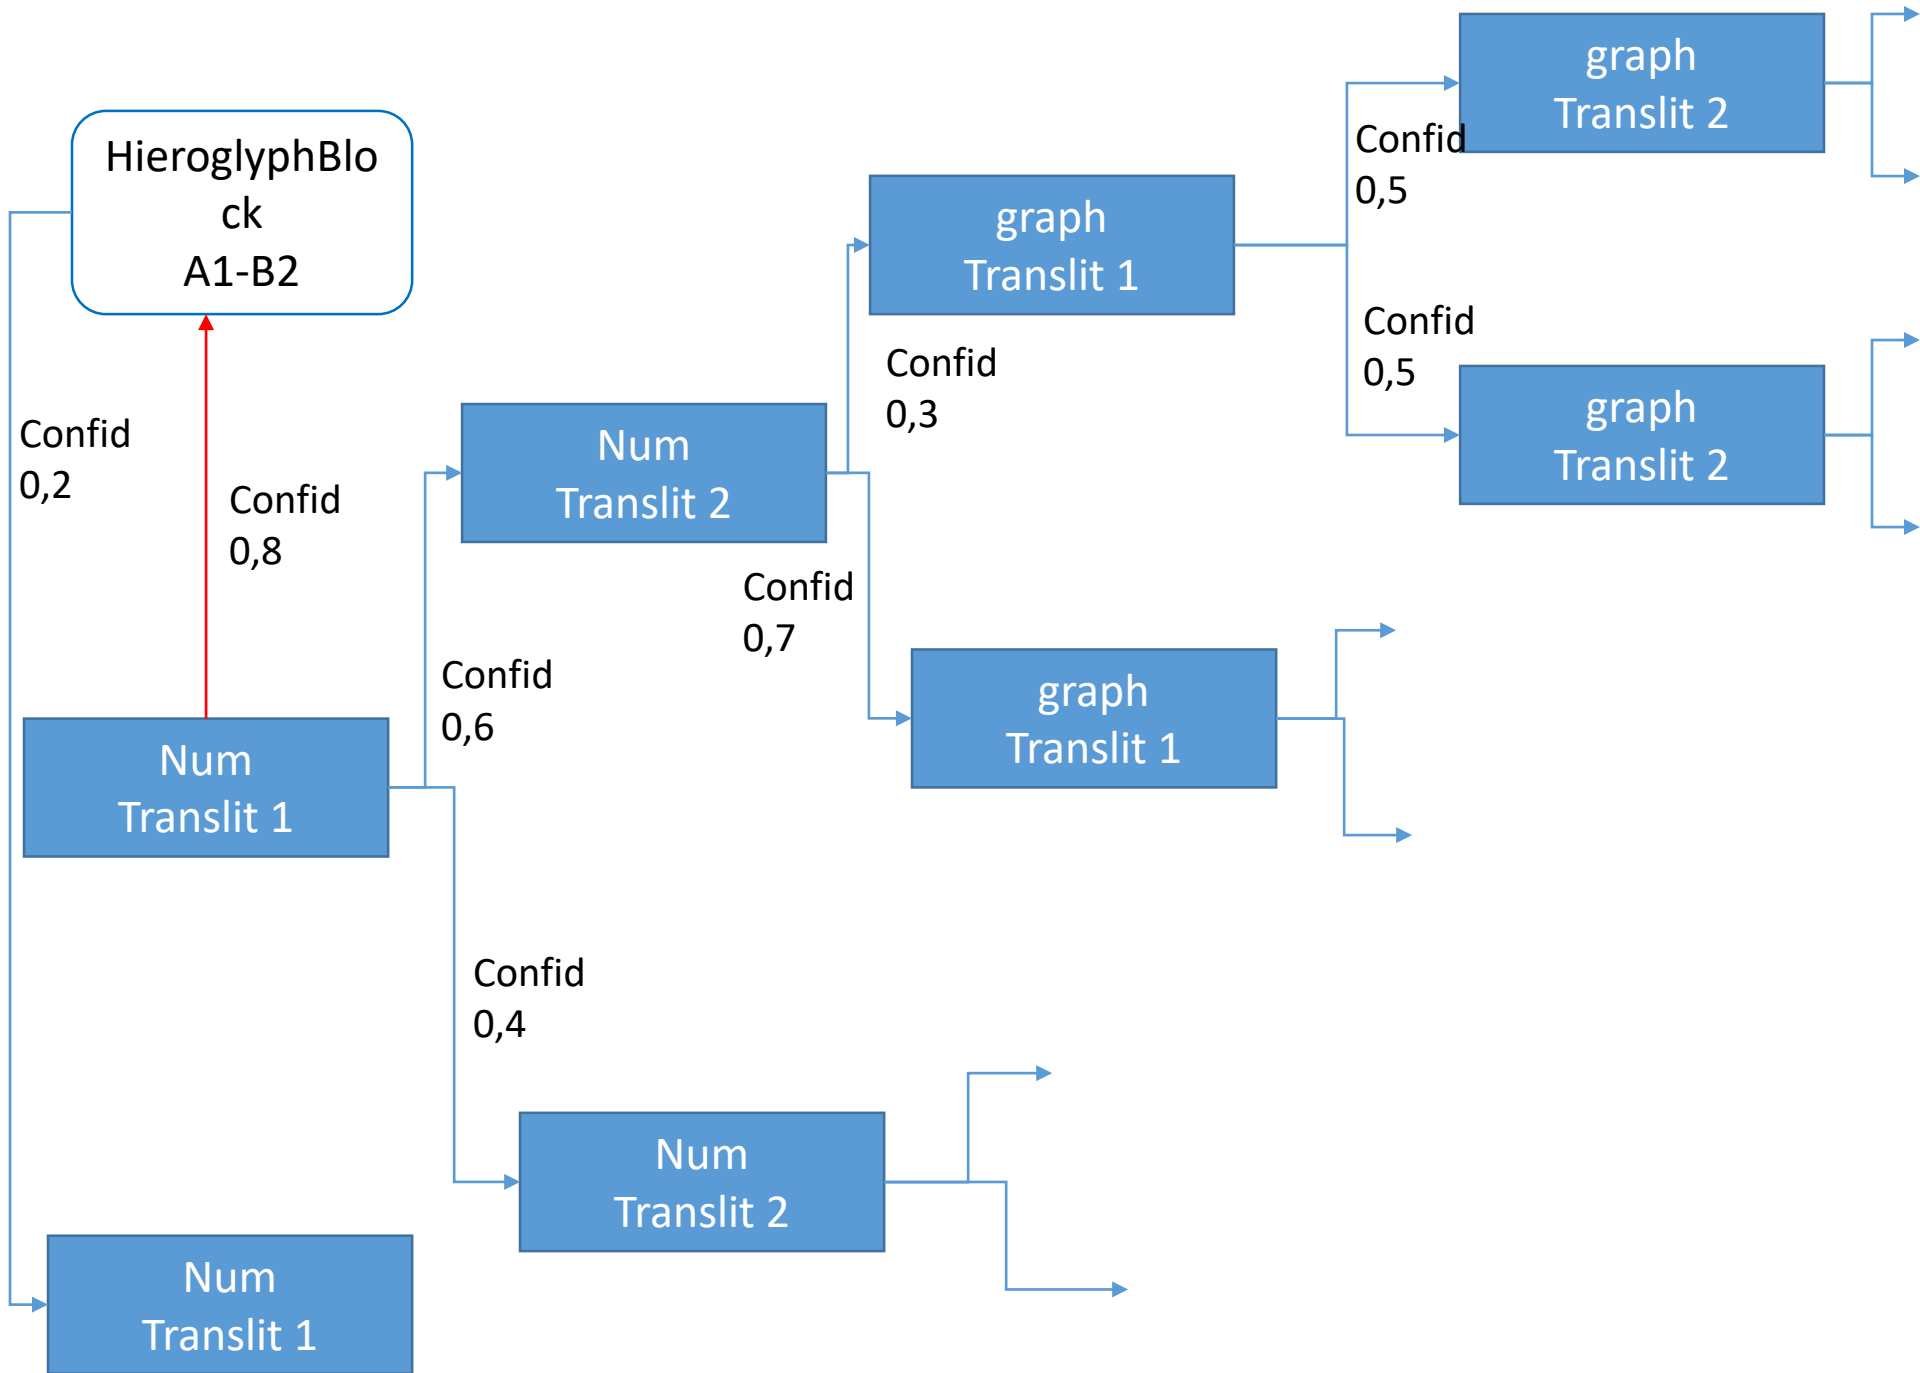 HieroglyphBlo
ck
A1-B2
Confid
0,2
Confid
0,8
Num
Translit 1
Num
Translit 1
Confid
0,6
Confid
0,4
Num
Translit 2
Num
Translit 2
Confid
0,3
Confid
0,7
graph
Translit 1
graph
Translit 1
Confid
0,5
Confid
0,5
graph
Translit 2
graph
Translit 2